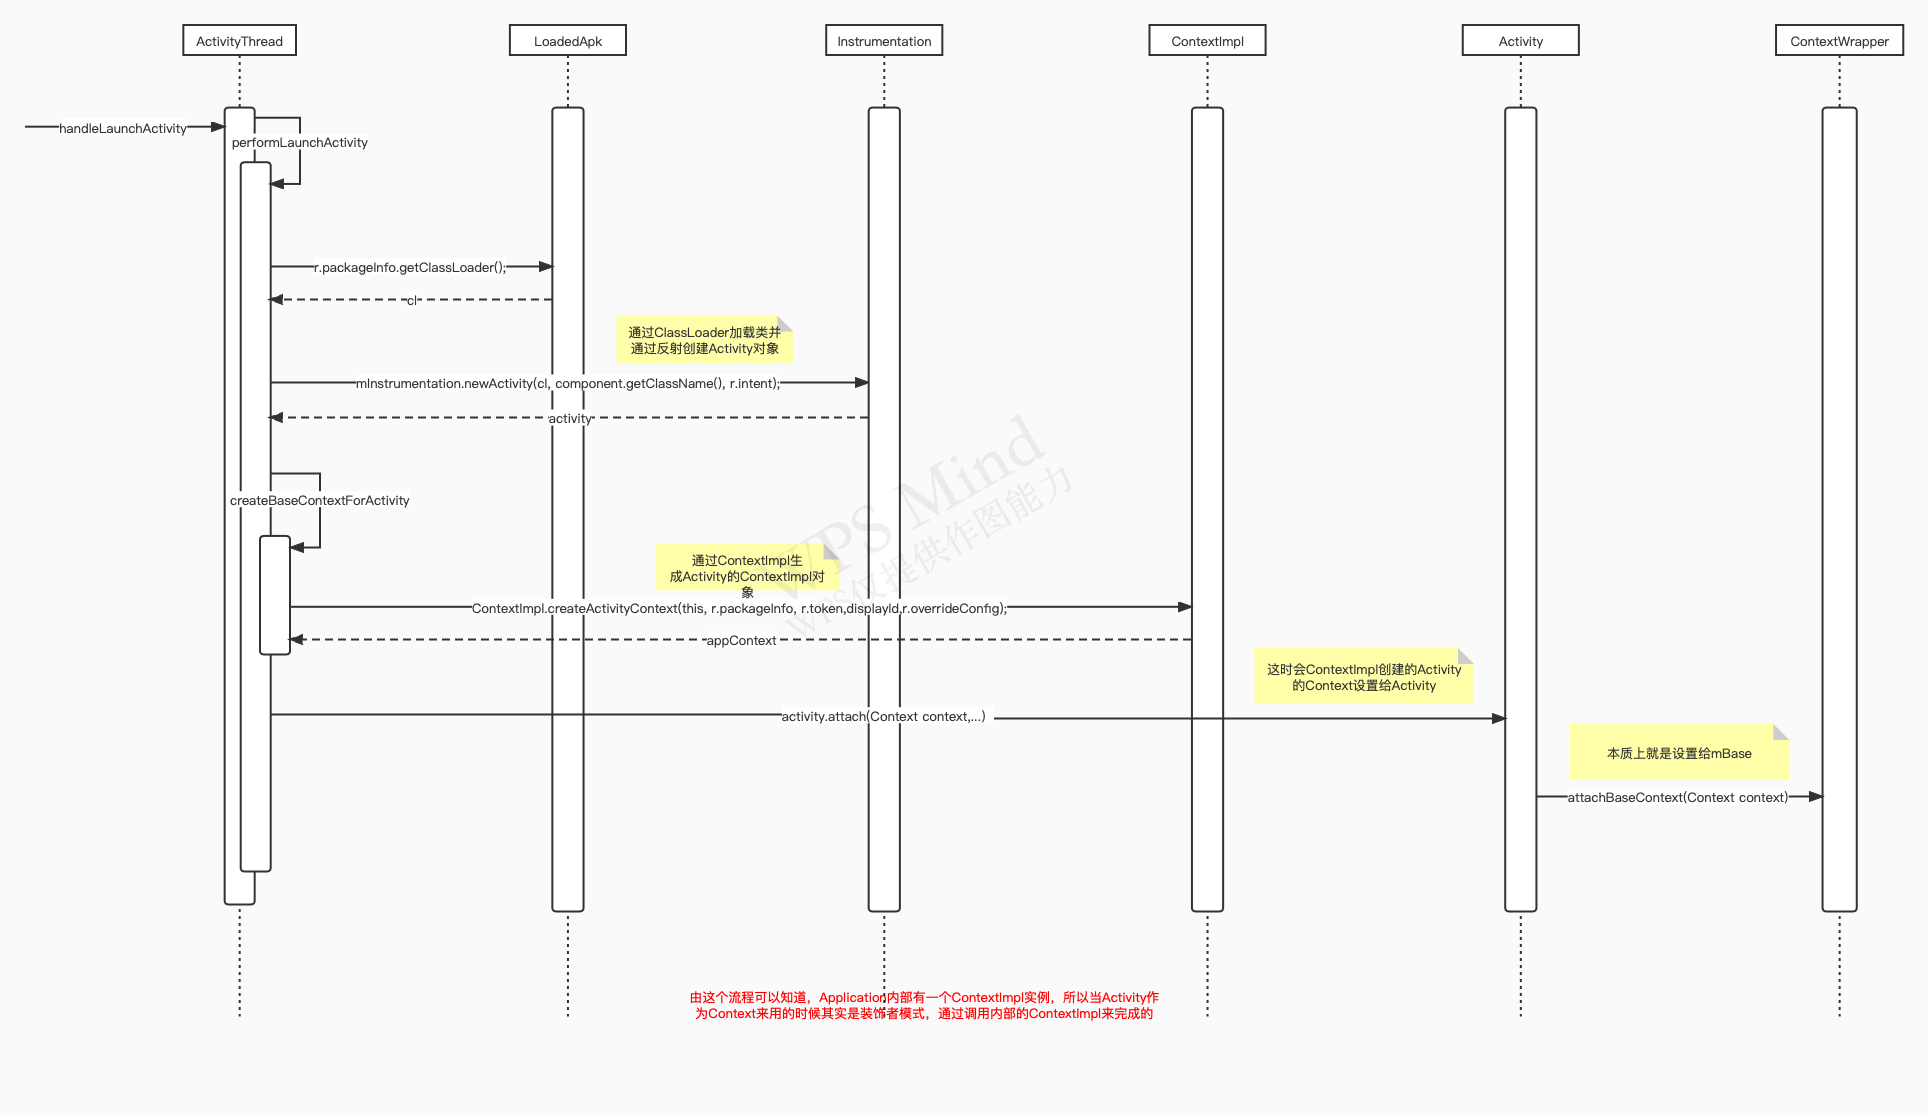 ActivityThread
LoadedApk
Instrumentation
ContextImpl
Activity
ContextWrapper
handleLaunchActivity
performLaunchActivity
r.packageInfo.getClassLoader();
cl
通过ClassLoader加载类并
通过反射创建Activity对象
mInstrumentation.newActivity(cl, component.getClassName(), r.intent);
activity
createBaseContextForActivity
通过ContextImpl生
成Activity的ContextImpl对
象
ContextImpl.createActivityContext(this, r.packageInfo, r.token,displayId,r.overrideConfig);
appContext
这时会ContextImpl创建的Activity
的Context设置给Activity
activity.attach(Context context,...)
本质上就是设置给mBase
attachBaseContext(Context context)
WPS Mind
WPS仅提供作图能力
由这个流程可以知道，Application内部有一个ContextImpl实例，所以当Activity作
为Context来用的时候其实是装饰者模式，通过调用内部的ContextImpl来完成的